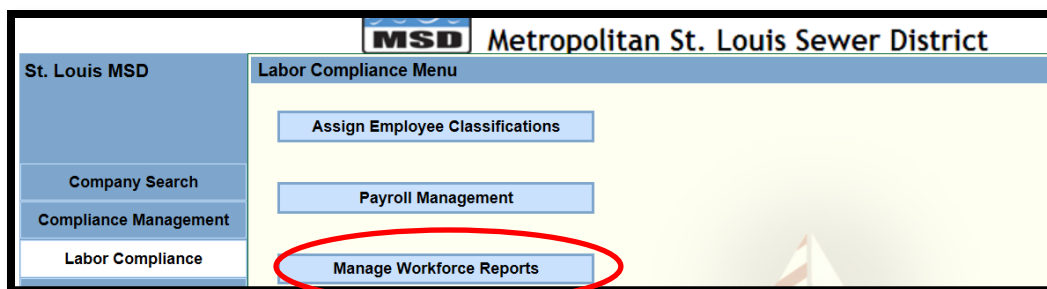 MSD Metropolitan St. Louis Sewer District
St. Louis MSD
Labor Compliance Menu
Assign Employee Classifications
Company Search
Payroll Management
Compliance Management
Labor Compliance
Manage Workforce Reports